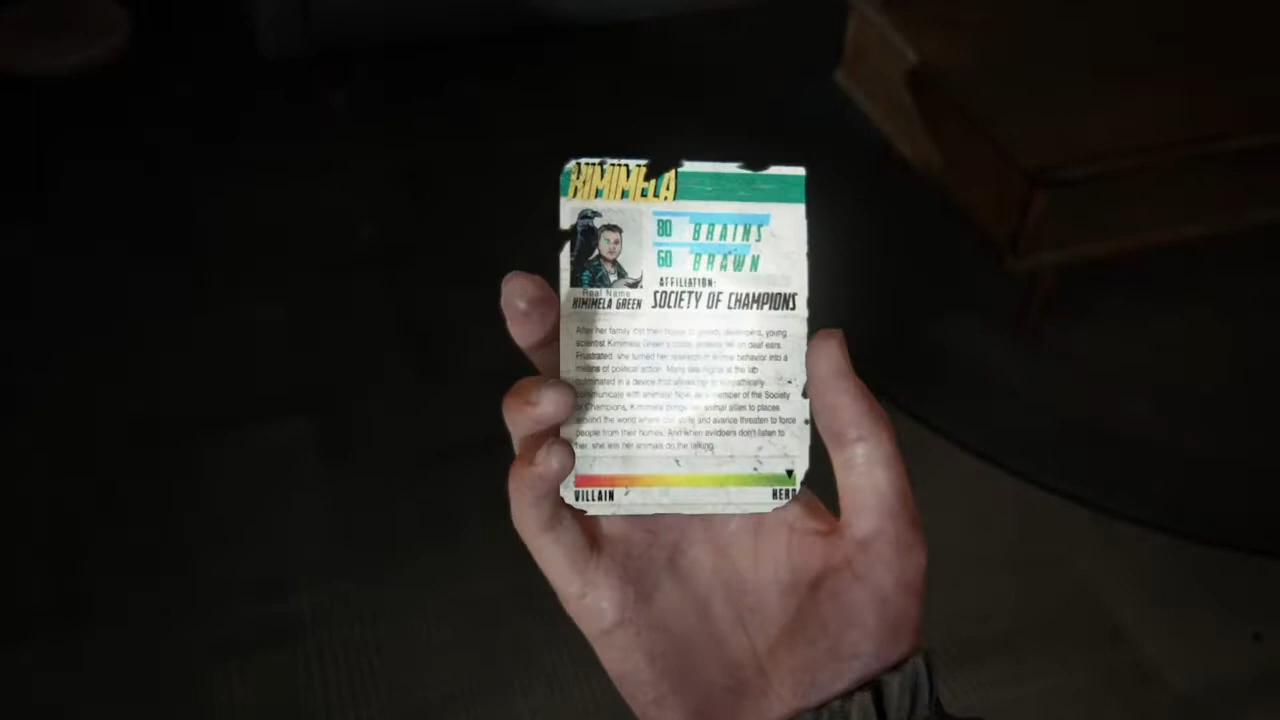 KIMIMELA
80 BRAINS
60 BRAWN
AFFILIATION:
SOCIETY OF CHAMPIONS
Real Name
KIMIMELA GREEN
After her family lost their home to greedy developers, young
scientist Kimimela Green's public protests fell on deaf ears.
Frustrated, she turned her research in animal behavior into a
means of political action. Many late nights at the lab
culminated in a device that allowed her to empathically
communicate with animals! Now, as a member of the Society
of Champions, Kimimela brings her animal allies to places
around the world where strife and avarice threaten to force
people from their homes. And when evildoers don't listen to
her, she lets her animals do the talking.
VILLAIN
HERO